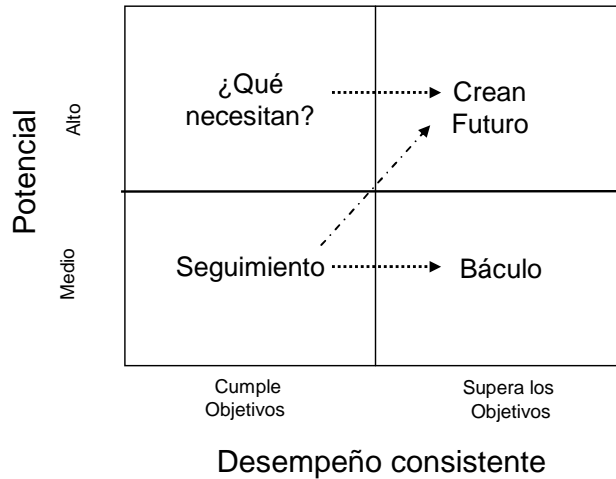 Potencial
Alto
Medio
¿Qué
necesitan?
Crean
Futuro
Seguimiento
Báculo
Cumple
Objetivos
Supera los
Objetivos
Desempeño consistente